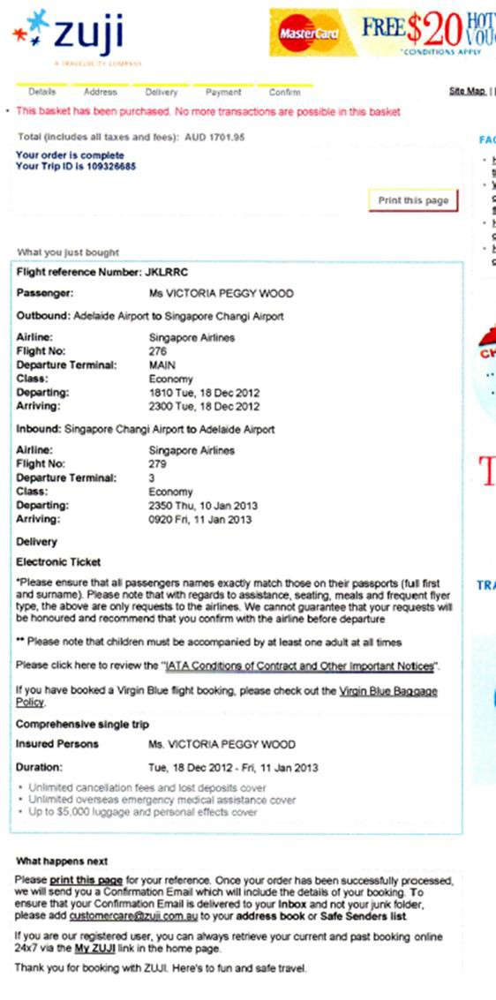 zuji
A TRAVELOCITY COMPANY
MasterCard
FREE $20 HOT
VOU
*CONDITIONS APPLY
Details Address Delivery Payment Confirm
Site Map ||
• This basket has been purchased. No more transactions are possible in this basket
Total (includes all taxes and fees): AUD 1701.95
FAQ
Your order is complete
Your Trip ID is 109326685
Print this page
What you just bought
Flight reference Number: JKLRRC
Passenger: Ms VICTORIA PEGGY WOOD
Outbound: Adelaide Airport to Singapore Changi Airport
Airline: Singapore Airlines
Flight No: 276
Departure Terminal: MAIN
Class: Economy
Departing: 1810 Tue, 18 Dec 2012
Arriving: 2300 Tue, 18 Dec 2012
CH
Inbound: Singapore Changi Airport to Adelaide Airport
Airline: Singapore Airlines
Flight No: 279
Departure Terminal: 3
Class: Economy
Departing: 2350 Thu, 10 Jan 2013
Arriving: 0920 Fri, 11 Jan 2013
T
Delivery
Electronic Ticket
*Please ensure that all passengers names exactly match those on their passports (full first
and surname). Please note that with regards to assistance, seating, meals and frequent flyer
type, the above are only requests to the airlines. We cannot guarantee that your requests will
be honoured and recommend that you confirm with the airline before departure
TRA
** Please note that children must be accompanied by at least one adult at all times
Please click here to review the "IATA Conditions of Contract and Other Important Notices".
If you have booked a Virgin Blue flight booking, please check out the Virgin Blue Baggage
Policy.
Comprehensive single trip
Insured Persons Ms. VICTORIA PEGGY WOOD
Duration: Tue, 18 Dec 2012 - Fri, 11 Jan 2013
• Unlimited cancellation fees and lost deposits cover
• Unlimited overseas emergency medical assistance cover
• Up to $5,000 luggage and personal effects cover
What happens next
Please print this page for your reference. Once your order has been successfully processed,
we will send you a Confirmation Email which will include the details of your booking. To
ensure that your Confirmation Email is delivered to your Inbox and not your junk folder,
please add customercare@zuji.com.au to your address book or Safe Senders list.
If you are our registered user, you can always retrieve your current and past booking online
24x7 via the My ZUJI link in the home page.
Thank you for booking with ZUJI. Here's to fun and safe travel.